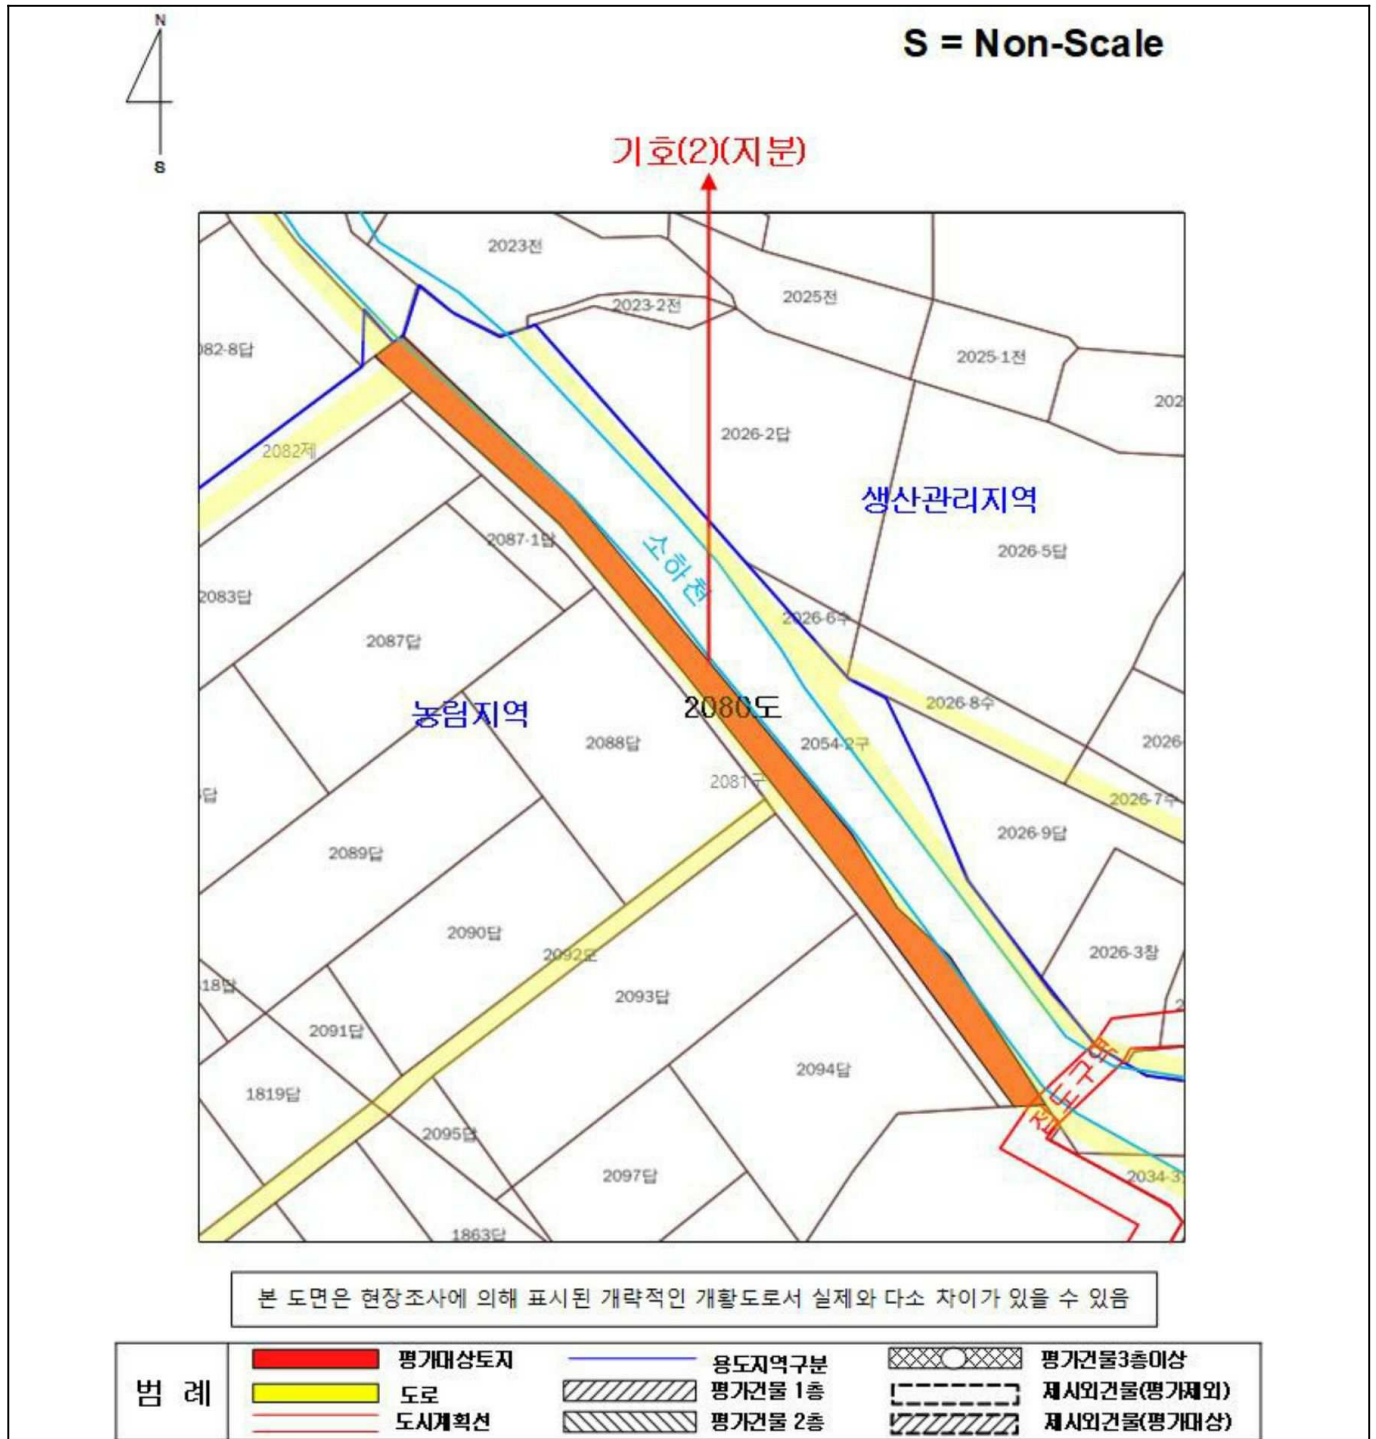 N
S = Non-Scale
S
기호(2)(지분)
2023전
2023-2전
2025전
082-8답
2025-1전
202
2026-2답
2082제
생산관리지역
2087-1답
2026-5답
소하천
2083답
2026-6수
2087답
2026-8수
농림지역
2080도
2088답
2054-2구
2026-
2081구
답
2026-7수
2026-9답
2089답
2090답
2092도
2026-3창
18답
2093답
2
2091답
접도구역
2094답
1819답
2095답
2097답
2034-3
1863답
본 도면은 현장조사에 의해 표시된 개략적인 개황도로서 실제와 다소 차이가 있을 수 있음
범 례
평가대상토지
용도지역구분
평가건물3층이상
도로
평가건물 1층
제시외건물(평가제외)
도시계획선
평가건물 2층
제시외건물(평가대상)